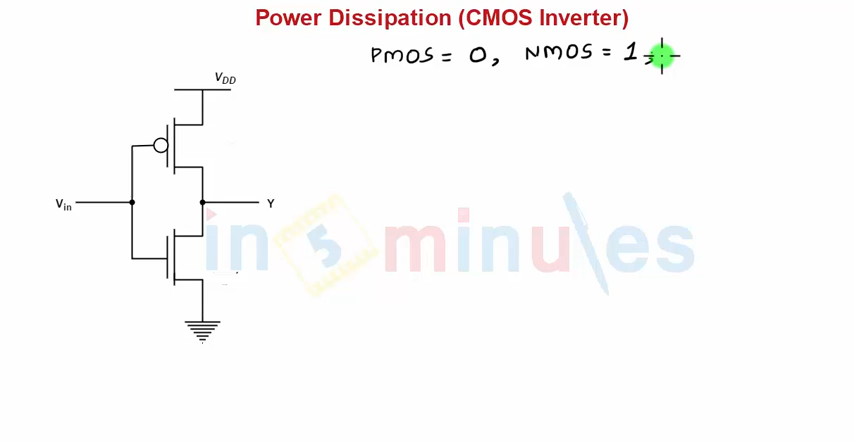 Power Dissipation (CMOS Inverter)
PMOS = 0, NMOS = 1,
VDD
Vin
Y
in 5 minutes